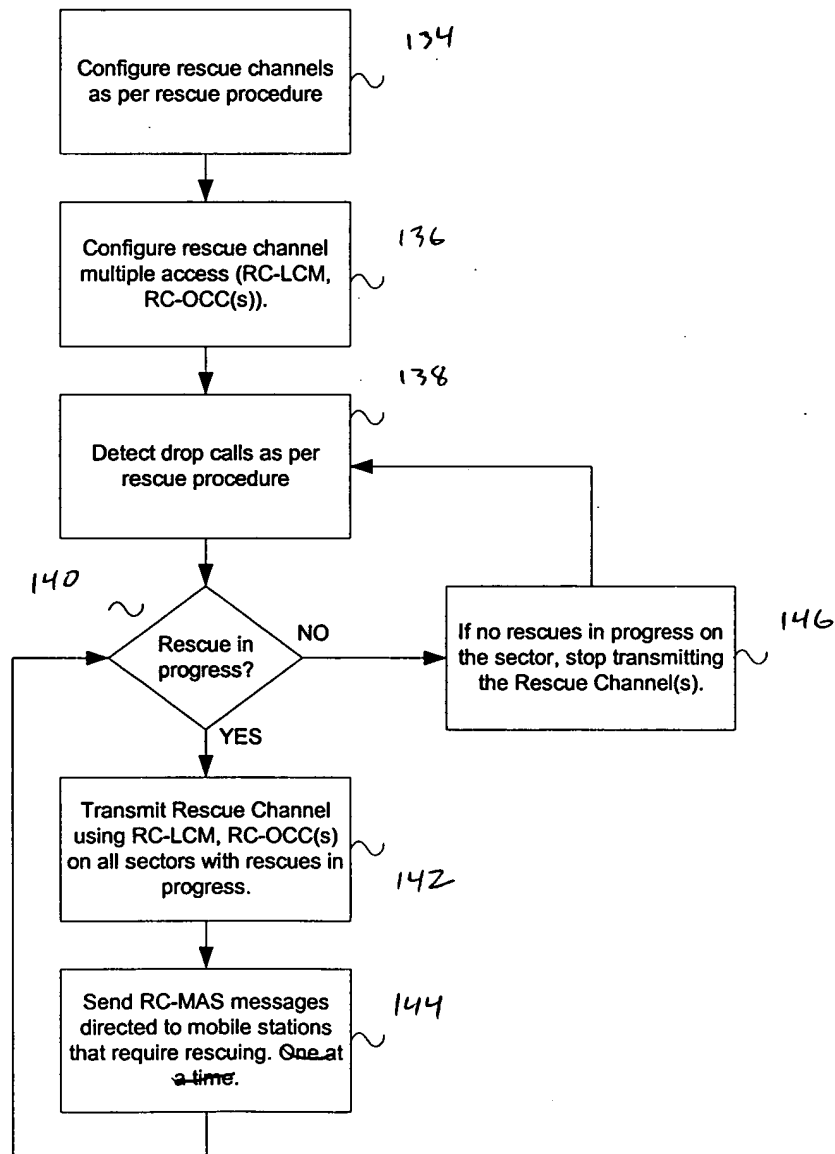 134
Configure rescue channels
as per rescue procedure
136
Configure rescue channel
multiple access (RC-LCM,
RC-OCC(s)).
138
Detect drop calls as per
rescue procedure
140
Rescue in
progress?
NO
YES
If no rescues in progress on
the sector, stop transmitting
the Rescue Channel(s).
146
Transmit Rescue Channel
using RC-LCM, RC-OCC(s)
on all sectors with rescues in
progress.
142
Send RC-MAS messages
directed to mobile stations
that require rescuing. One at
a time.
144